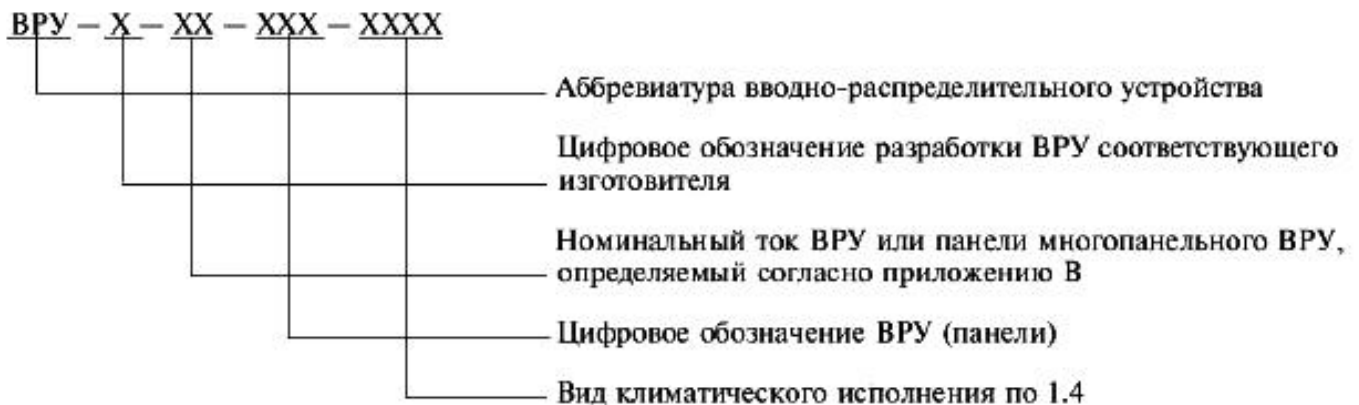 ВРУ – Х – ХХ – ХХХ – ХХХХ
Аббревиатура вводно-распределительного устройства
Цифровое обозначение разработки ВРУ соответствующего
изготовителя
Номинальный ток ВРУ или панели многопанельного ВРУ,
определяемый согласно приложению В
Цифровое обозначение ВРУ (панели)
Вид климатического исполнения по 1.4